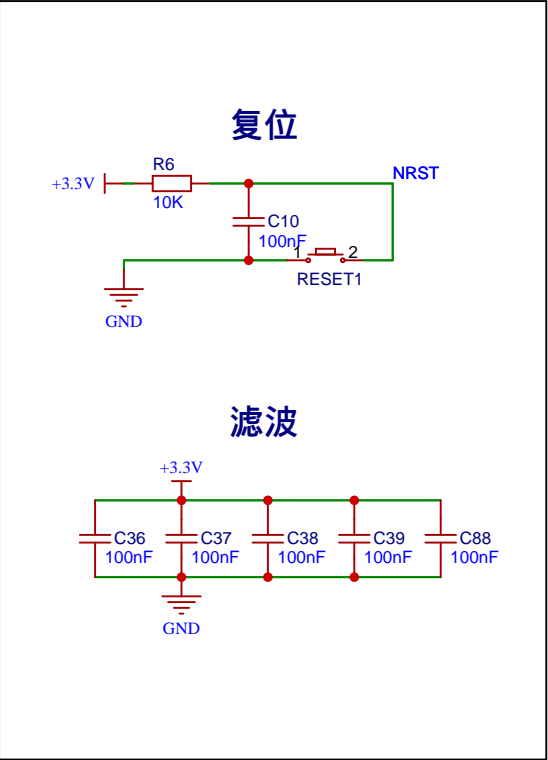 复位
R6
+3.3V
NRST
10K
C10
100nF
1
2
RESET1
GND
滤波
+3.3V
C36
C37
C38
C39
C88
100nF
100nF
100nF
100nF
100nF
GND